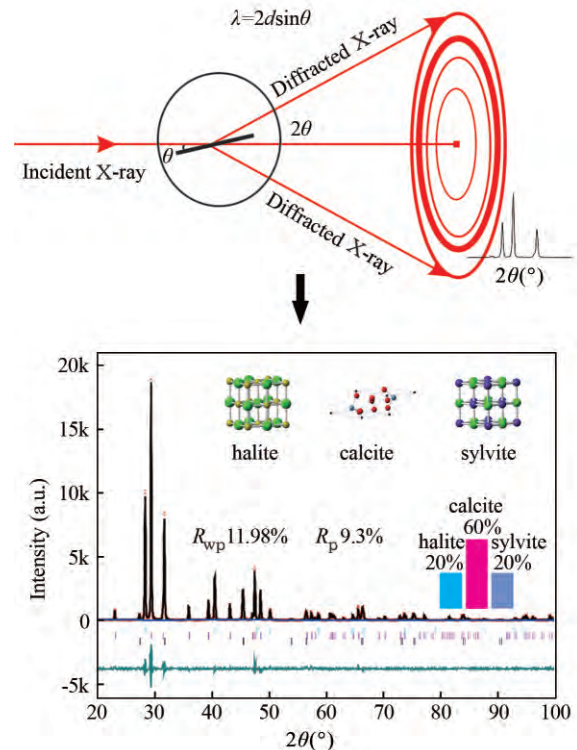 λ=2dsinθ
Diffracted X-ray
2θ
θ
Incident X-ray
Diffracted X-ray
2θ(°)
20k
15k
10k
5k
0
-5k
Intensity (a.u.)
halite
calcite
sylvite
R_wp 11.98%
R_p 9.3%
calcite
60%
halite
20%
sylvite
20%
20
30
40
50
60
70
80
90
100
2θ(°)